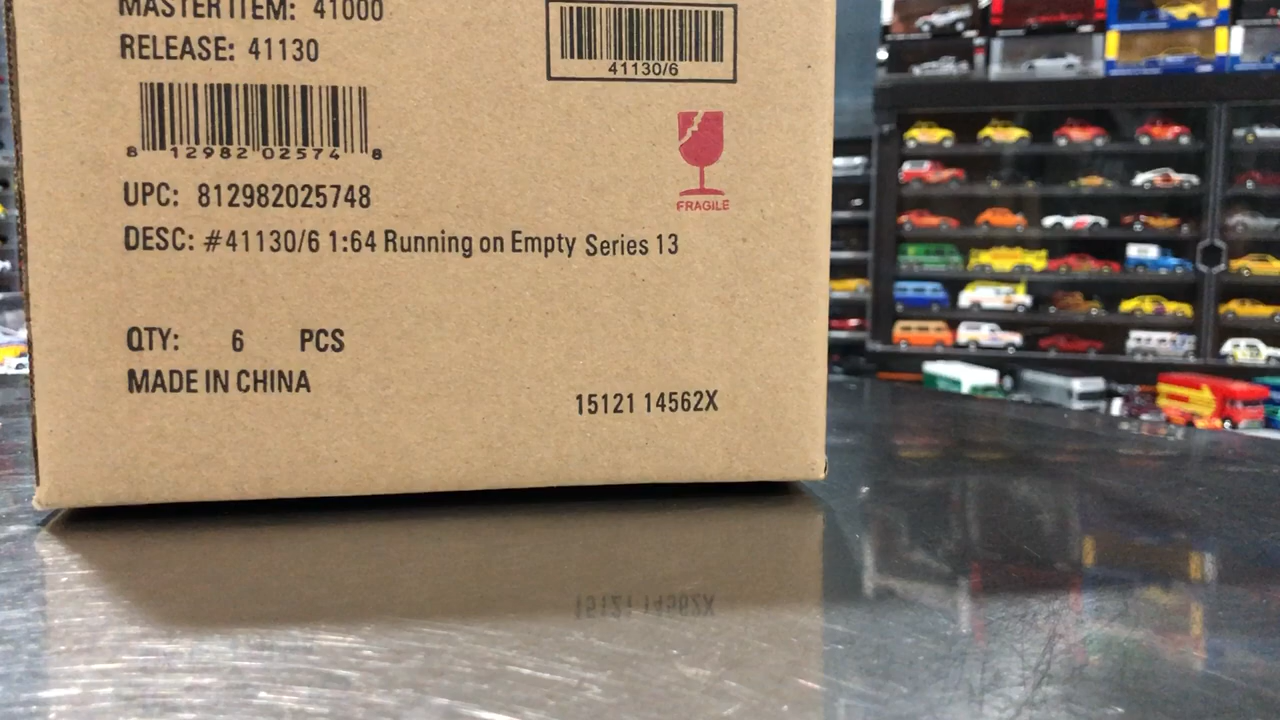 MASTER ITEM: 41000
RELEASE: 41130
41130/6
8 12982 02574 8
FRAGILE
UPC: 812982025748
DESC: #41130/6 1:64 Running on Empty Series 13
QTY: 6 PCS
MADE IN CHINA
15121 14562X